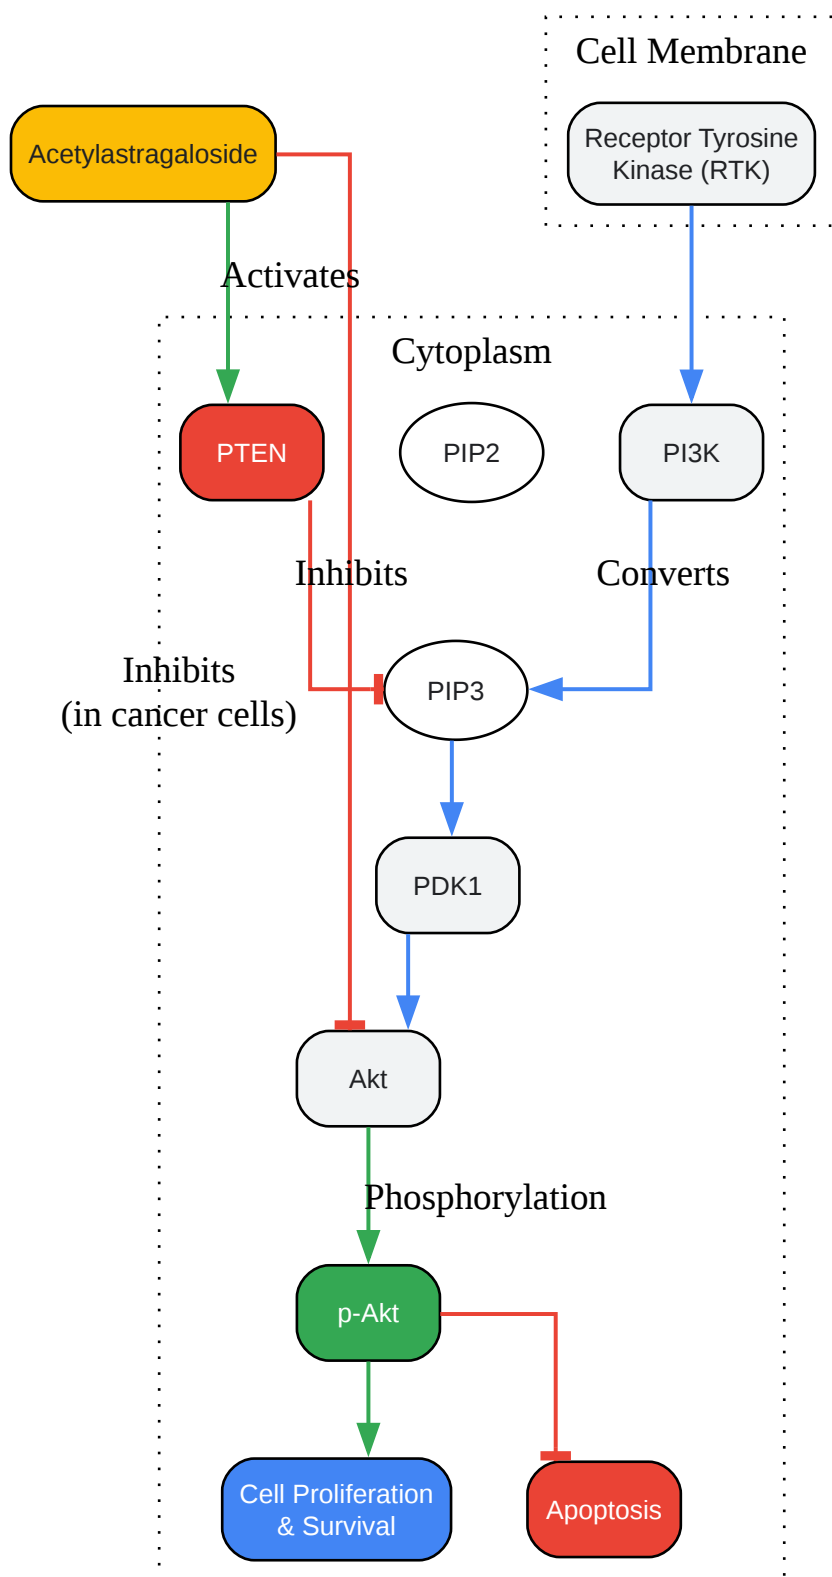 Cell Membrane
Acetylastragaloside
Receptor Tyrosine
Kinase (RTK)
Activates
Cytoplasm
PTEN
PIP2
PI3K
Inhibits
Converts
Inhibits
(in cancer cells)
PIP3
PDK1
Akt
Phosphorylation
p-Akt
Cell Proliferation
& Survival
Apoptosis